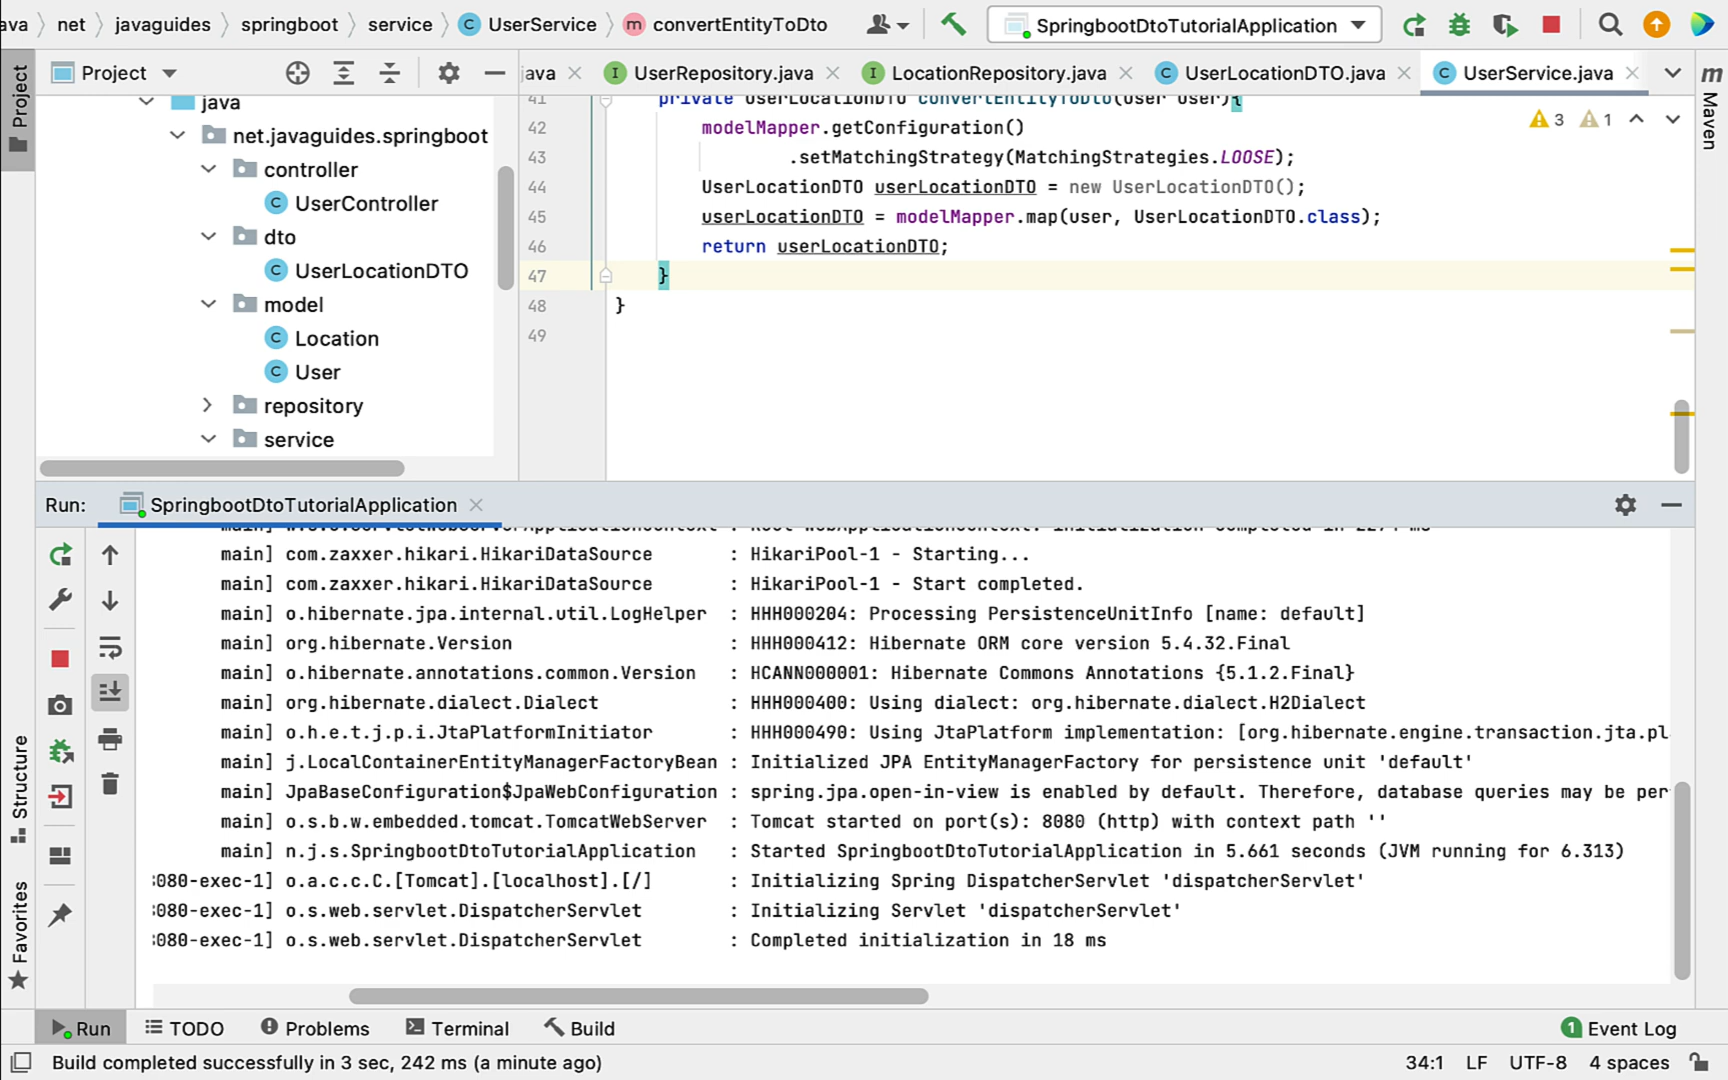 ava net javaguides springboot service UserService convertEntityToDto SpringbootDtoTutorialApplication
Project
Project java UserRepository.java LocationRepository.java UserLocationDTO.java UserService.java
Maven
java
net.javaguides.springboot
controller
UserController
dto
UserLocationDTO
model
Location
User
repository
service
3 1
41 private UserLocationDTO convertEntityToDto(User user){
42 modelMapper.getConfiguration()
43 .setMatchingStrategy(MatchingStrategies.LOOSE);
44 UserLocationDTO userLocationDTO = new UserLocationDTO();
45 userLocationDTO = modelMapper.map(user, UserLocationDTO.class);
46 return userLocationDTO;
47 }
48 }
49
Run: SpringbootDtoTutorialApplication
main] com.zaxxer.hikari.HikariDataSource : HikariPool-1 - Starting...
main] com.zaxxer.hikari.HikariDataSource : HikariPool-1 - Start completed.
main] o.hibernate.jpa.internal.util.LogHelper : HHH000204: Processing PersistenceUnitInfo [name: default]
main] org.hibernate.Version : HHH000412: Hibernate ORM core version 5.4.32.Final
main] o.hibernate.annotations.common.Version : HCANN000001: Hibernate Commons Annotations {5.1.2.Final}
main] org.hibernate.dialect.Dialect : HHH000400: Using dialect: org.hibernate.dialect.H2Dialect
main] o.h.e.t.j.p.i.JtaPlatformInitiator : HHH000490: Using JtaPlatform implementation: [org.hibernate.engine.transaction.jta.pl
main] j.LocalContainerEntityManagerFactoryBean : Initialized JPA EntityManagerFactory for persistence unit 'default'
main] JpaBaseConfiguration$JpaWebConfiguration : spring.jpa.open-in-view is enabled by default. Therefore, database queries may be per
main] o.s.b.w.embedded.tomcat.TomcatWebServer : Tomcat started on port(s): 8080 (http) with context path ''
main] n.j.s.SpringbootDtoTutorialApplication : Started SpringbootDtoTutorialApplication in 5.661 seconds (JVM running for 6.313)
080-exec-1] o.a.c.c.C.[Tomcat].[localhost].[/] : Initializing Spring DispatcherServlet 'dispatcherServlet'
080-exec-1] o.s.web.servlet.DispatcherServlet : Initializing Servlet 'dispatcherServlet'
080-exec-1] o.s.web.servlet.DispatcherServlet : Completed initialization in 18 ms
Structure
Favorites
Run TODO Problems Terminal Build 1 Event Log
Build completed successfully in 3 sec, 242 ms (a minute ago) 34:1 LF UTF-8 4 spaces